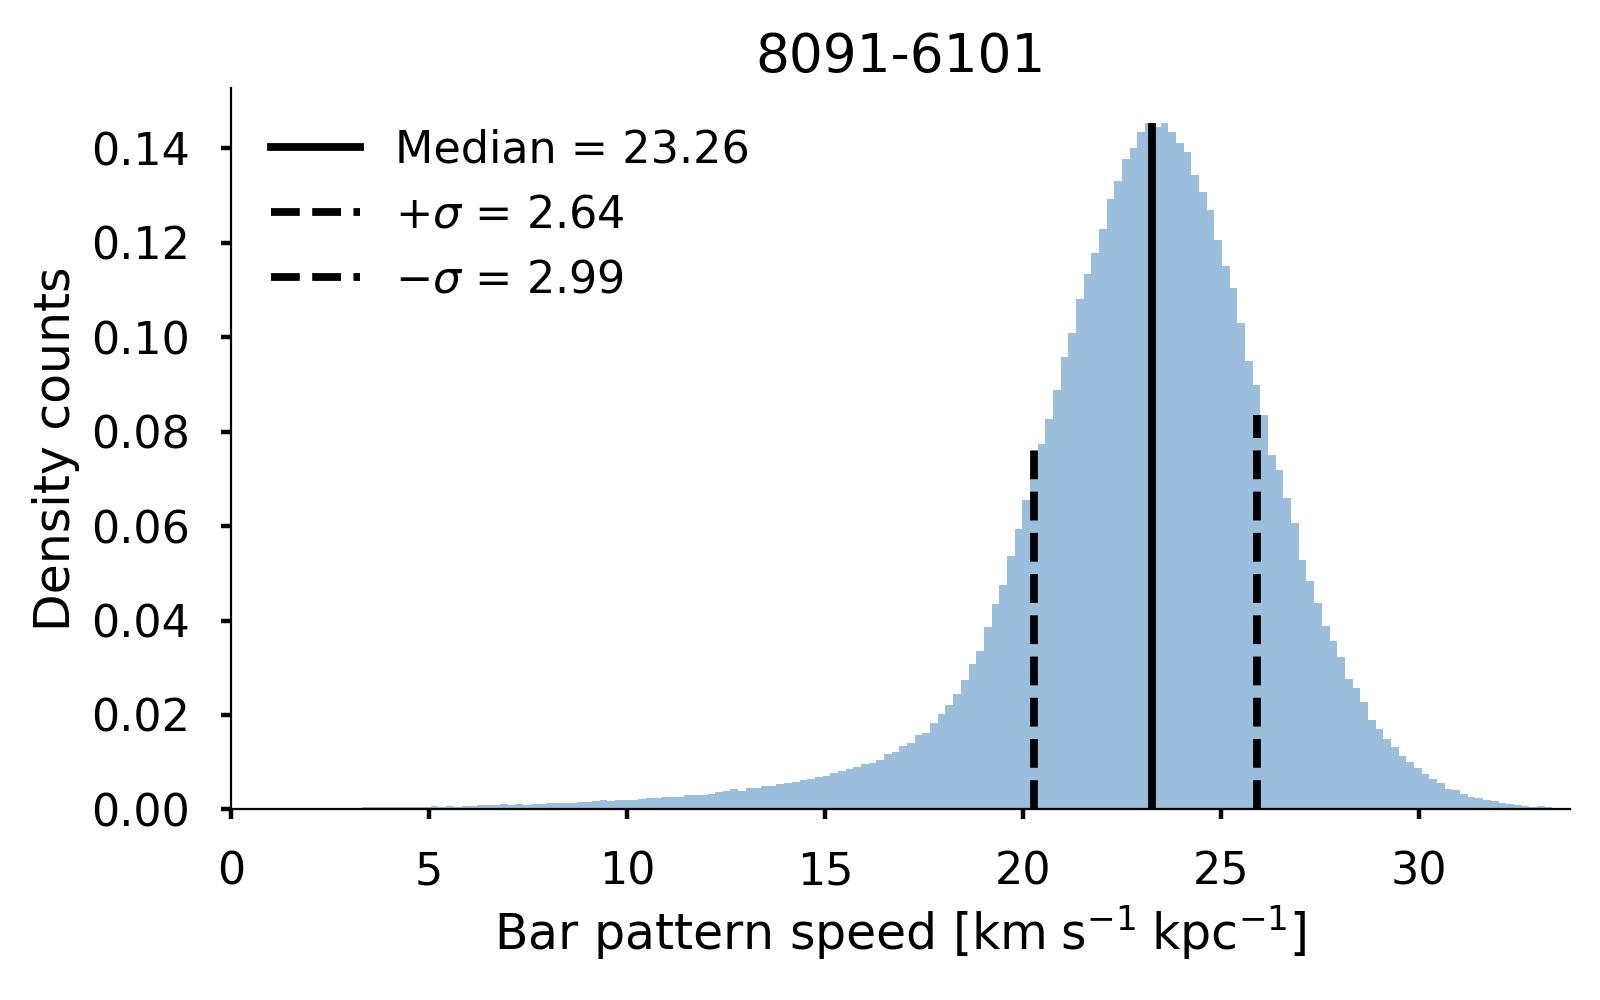 8091-6101
Median = 23.26
+σ = 2.64
−σ = 2.99
Density counts
0.14
0.12
0.10
0.08
0.06
0.04
0.02
0.00
0 5 10 15 20 25 30
Bar pattern speed [km s⁻¹ kpc⁻¹]